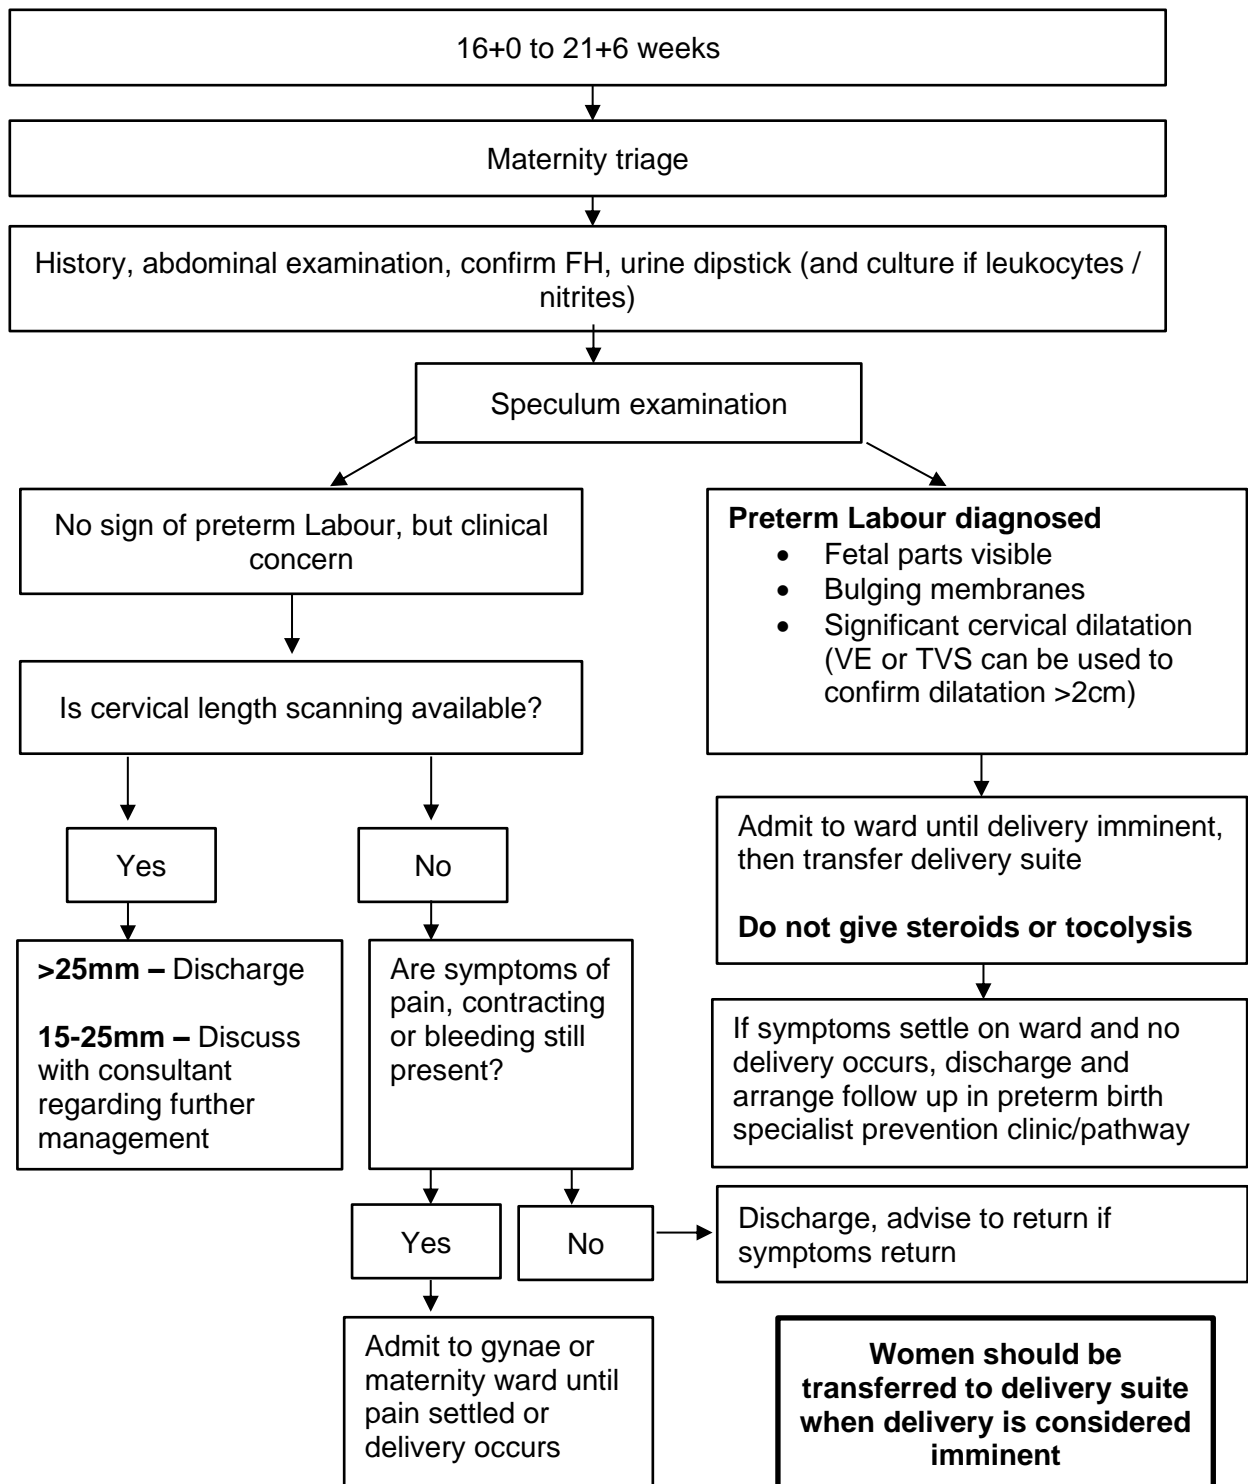 16+0 to 21+6 weeks
Maternity triage
History, abdominal examination, confirm FH, urine dipstick (and culture if leukocytes /
nitrites)
Speculum examination
No sign of preterm Labour, but clinical
concern
Is cervical length scanning available?
Yes
No
>25mm – Discharge
15-25mm – Discuss
with consultant
regarding further
management
Are symptoms of
pain, contracting
or bleeding still
present?
Yes
No
Admit to gynae or
maternity ward until
pain settled or
delivery occurs
Discharge, advise to return if
symptoms return
Preterm Labour diagnosed
• Fetal parts visible
• Bulging membranes
• Significant cervical dilatation
(VE or TVS can be used to
confirm dilatation >2cm)
Admit to ward until delivery imminent,
then transfer delivery suite
Do not give steroids or tocolysis
If symptoms settle on ward and no
delivery occurs, discharge and
arrange follow up in preterm birth
specialist prevention clinic/pathway
Women should be
transferred to delivery suite
when delivery is considered
imminent